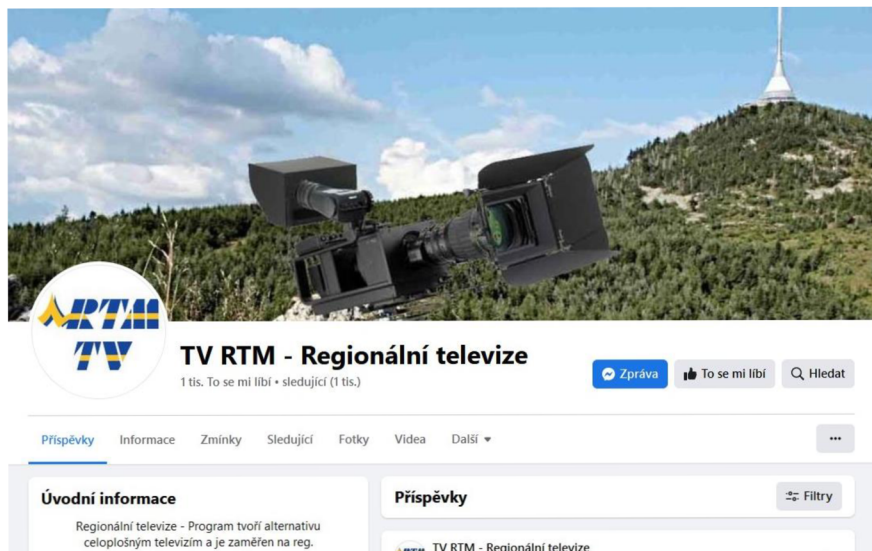 RTM
TV
TV RTM - Regionální televize
1 tis. To se mi líbí • sledující (1 tis.)
Zpráva
To se mi líbí
Hledat
Příspěvky
Informace
Zmínky
Sledující
Fotky
Videa
Další
Úvodní informace
Regionální televize - Program tvoří alternativu
celoplošným televizím a je zaměřen na reg.
Příspěvky
Filtry
TV RTM - Regionální televize